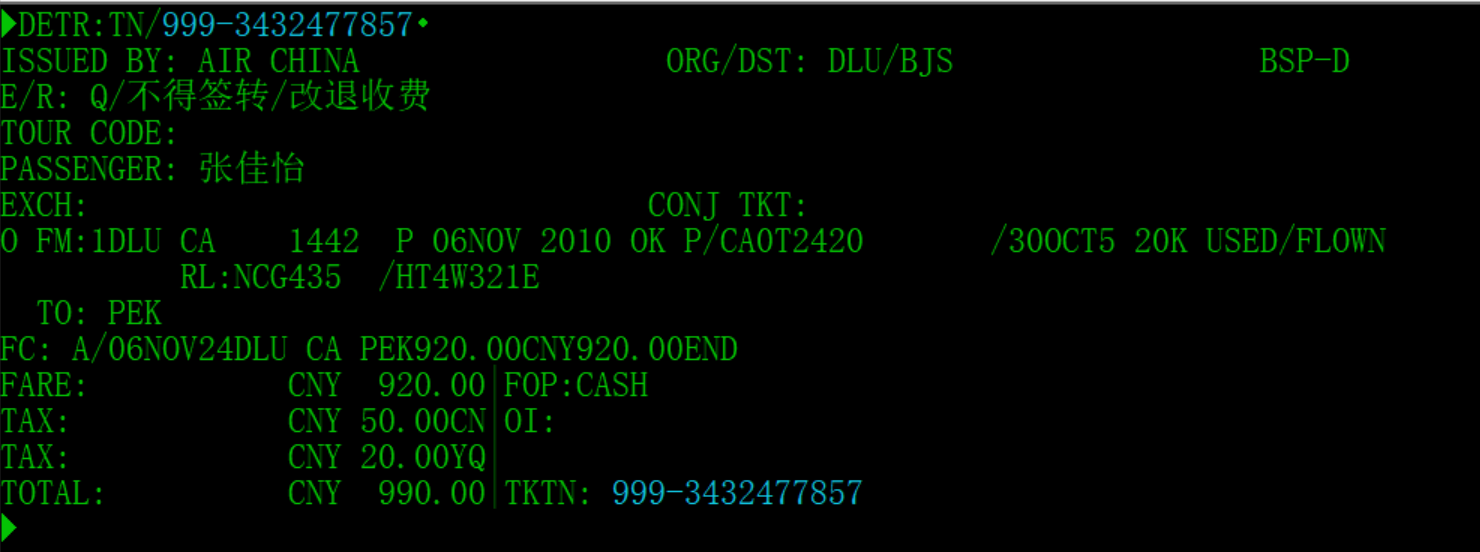 DETR:TN/999-3432477857
ISSUED BY: AIR CHINA ORG/DST: DLU/BJS BSP-D
E/R: Q/不得签转/改退收费
TOUR CODE:
PASSENGER: 张佳怡
EXCH: CONJ TKT:
O FM:1DLU CA 1442 P 06NOV 2010 OK P/CA0T2420 /30OCT5 20K USED/FLOWN
RL:NCG435 /HT4W321E
TO: PEK
FC: A/06NOV24DLU CA PEK920.00CNY920.00END
FARE: CNY 920.00 FOP:CASH
TAX: CNY 50.00CN OI:
TAX: CNY 20.00YQ
TOTAL: CNY 990.00 TKTN: 999-3432477857